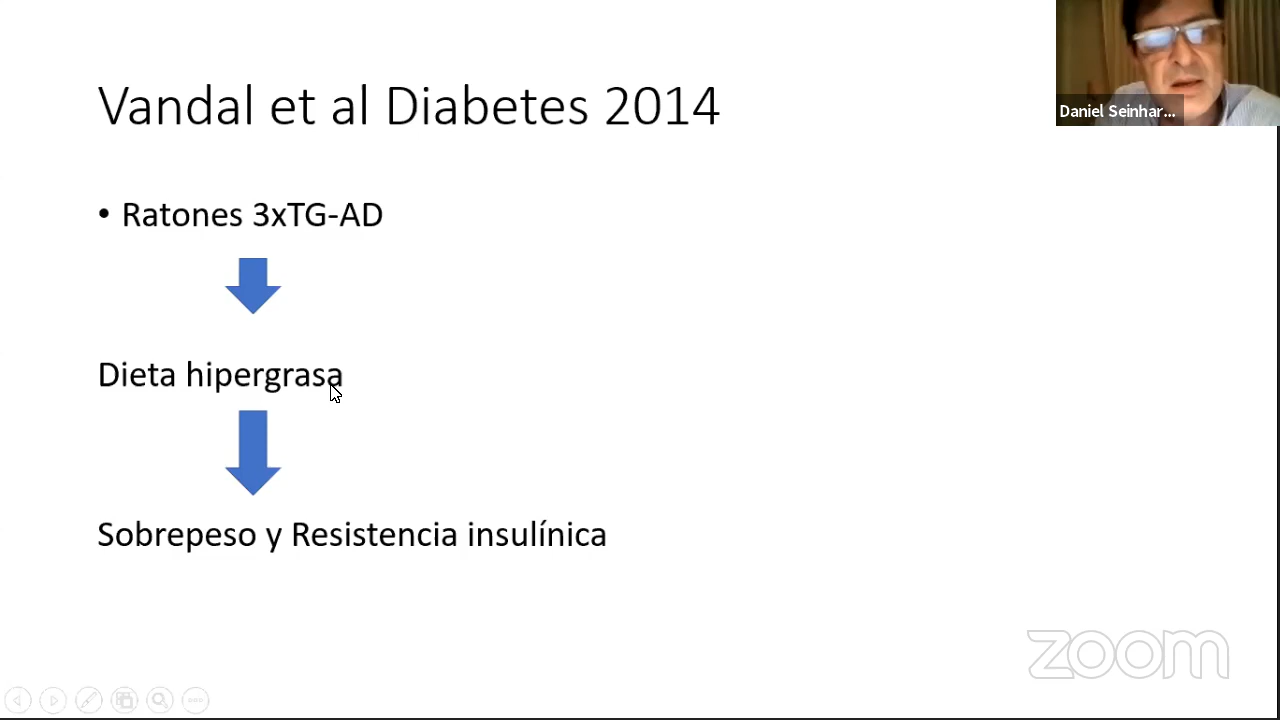 Vandal et al Diabetes 2014
Daniel Seinhar...
• Ratones 3xTG-AD
Dieta hipergrasa
Sobrepeso y Resistencia insulínica
zoom